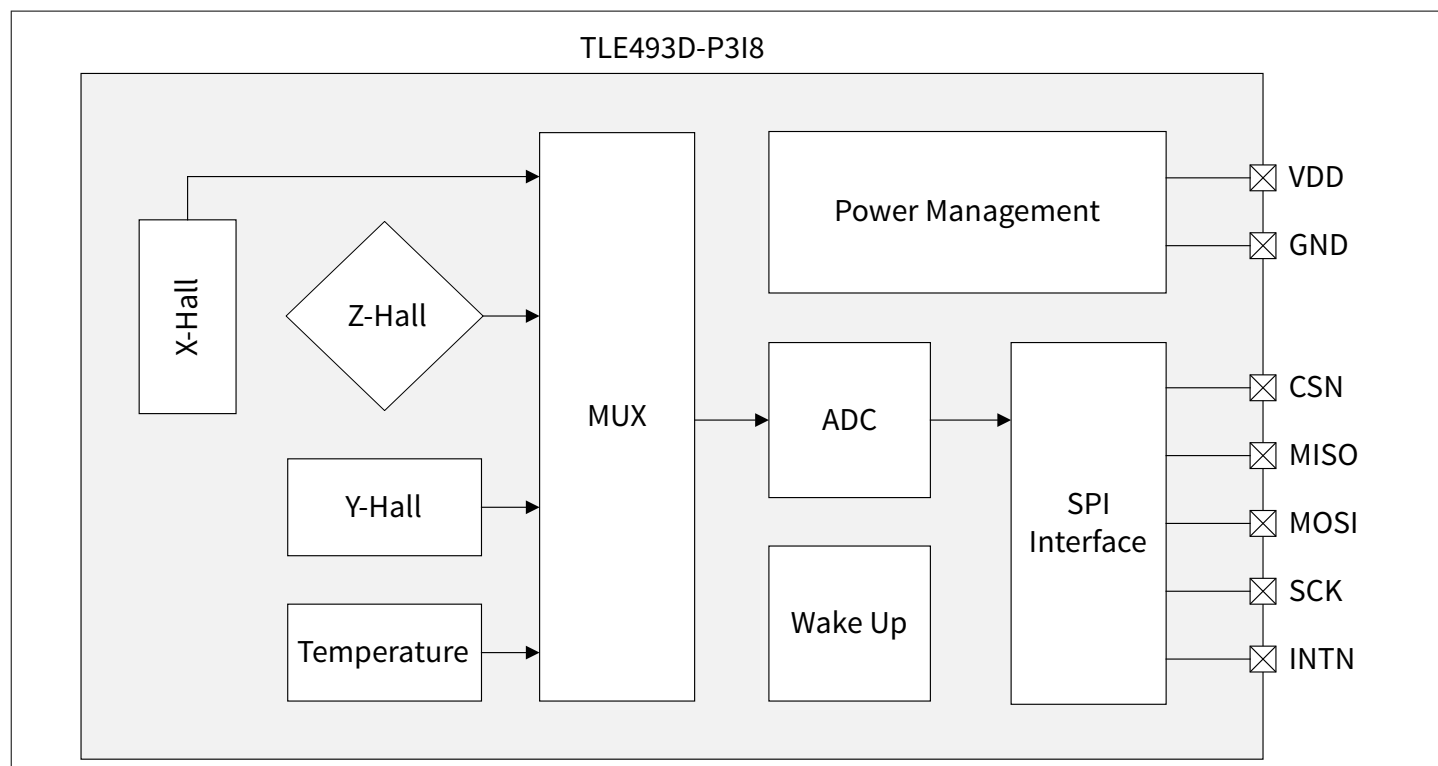 TLE493D-P3I8
Power Management
VDD
GND
X-Hall
Z-Hall
MUX
ADC
CSN
MISO
Y-Hall
SPI
Interface
MOSI
SCK
Temperature
Wake Up
INTN